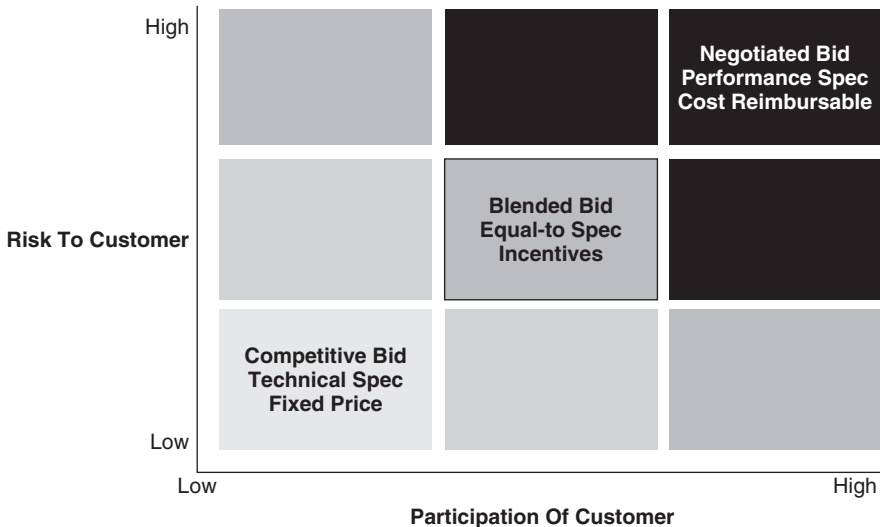 High
Negotiated Bid
Performance Spec
Cost Reimbursable
Risk To Customer
Blended Bid
Equal-to Spec
Incentives
Competitive Bid
Technical Spec
Fixed Price
Low
Low
High
Participation Of Customer